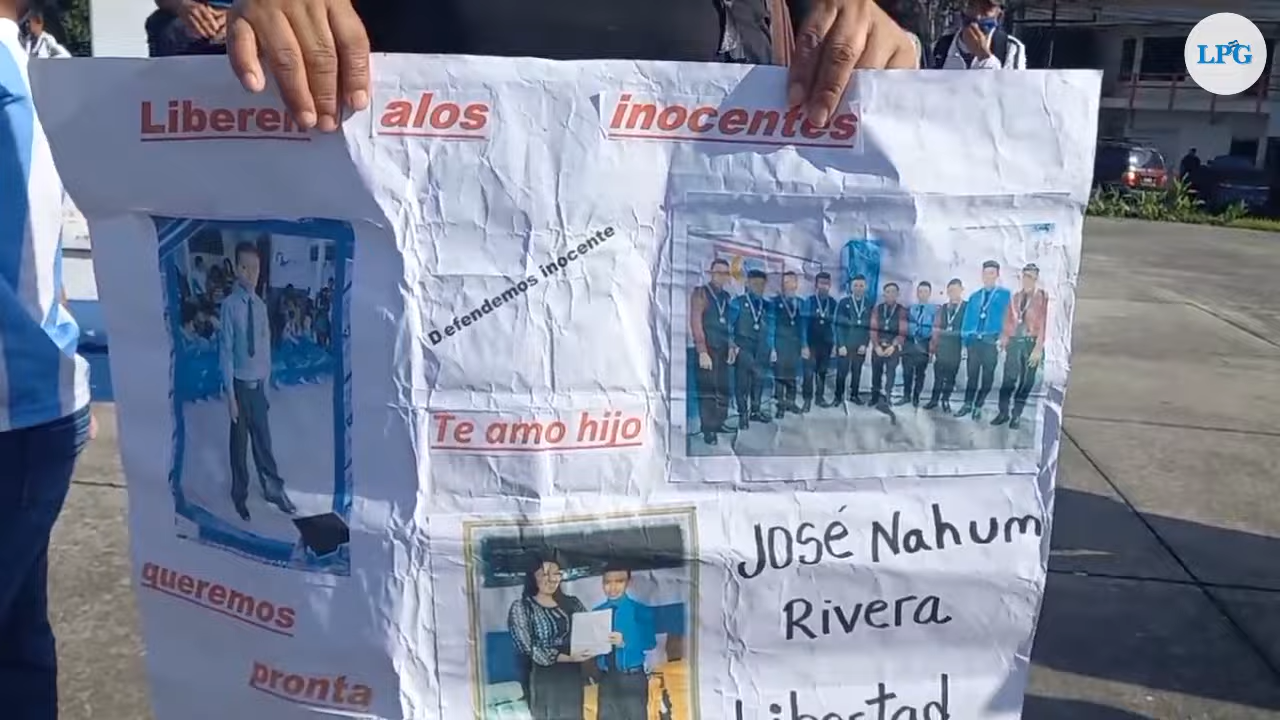 LPG
Liberen alos inocentes
Defendemos inocente
Te amo hijo
José Nahum
Rivera
Libertad
queremos
pronta